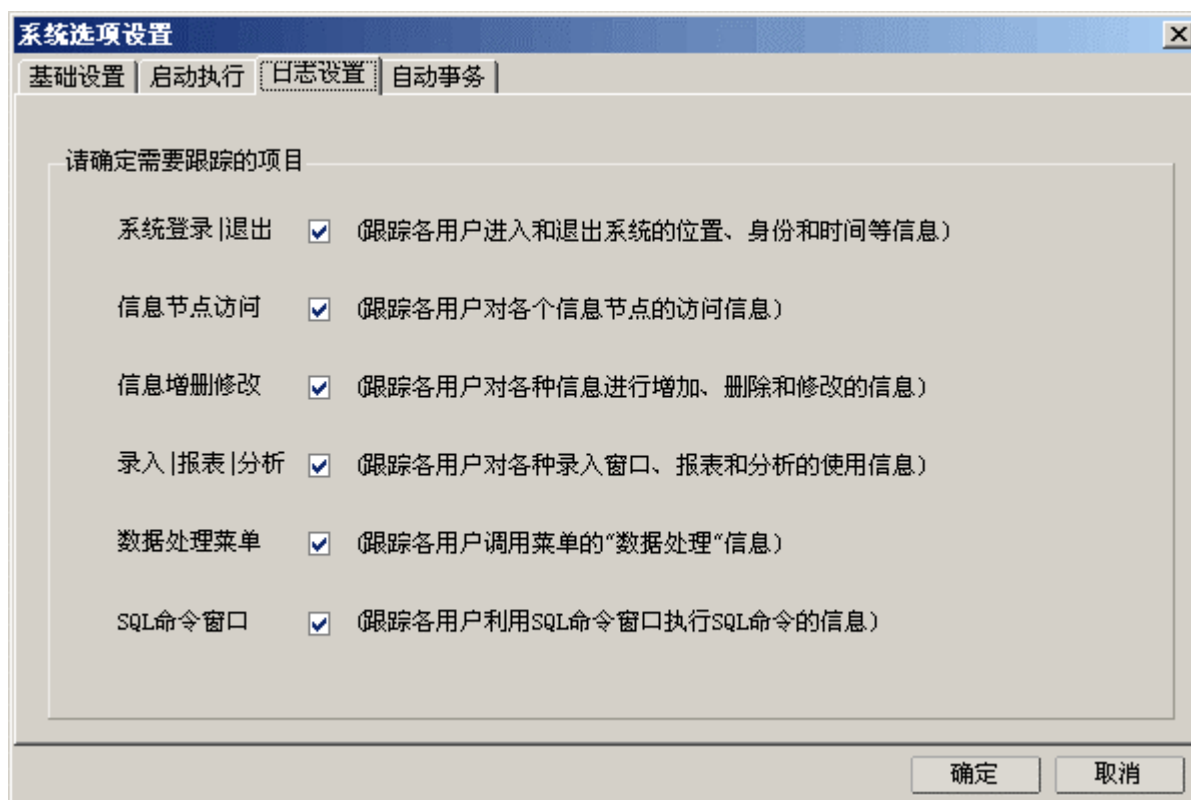 系统选项设置
基础设置 启动执行 日志设置 自动事务
请确定需要跟踪的项目
系统登录|退出 (跟踪各用户进入和退出系统的位置、身份和时间等信息)
信息节点访问 (跟踪各用户对各个信息节点的访问信息)
信息增删修改 (跟踪各用户对各种信息进行增加、删除和修改的信息)
录入|报表|分析 (跟踪各用户对各种录入窗口、报表和分析的使用信息)
数据处理菜单 (跟踪各用户调用菜单的"数据处理"信息)
SQL命令窗口 (跟踪各用户利用SQL命令窗口执行SQL命令的信息)
确定 取消